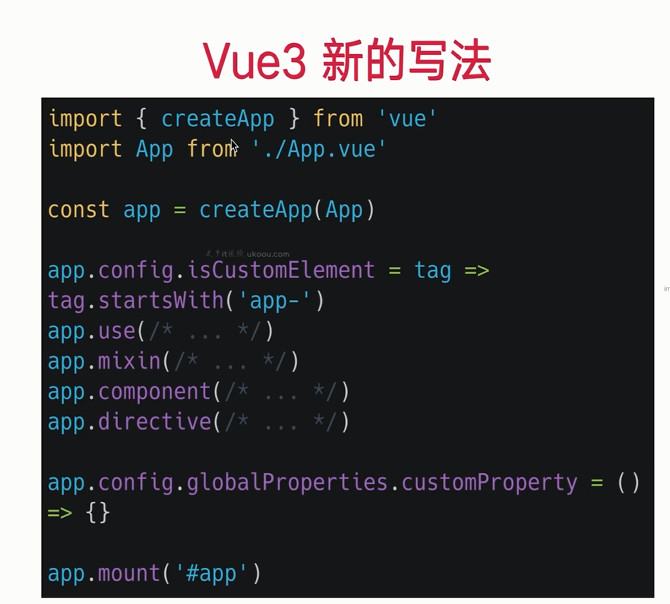 Vue3 新的写法
import { createApp } from 'vue'
import App from './App.vue'
const app = createApp(App)
ukoou.com
app.config.isCustomElement = tag =>
tag.startsWith('app-')
app.use(/* ... */)
app.mixin(/* ... */)
app.component(/* ... */)
app.directive(/* ... */)
app.config.globalProperties.customProperty = ()
=> {}
app.mount('#app')